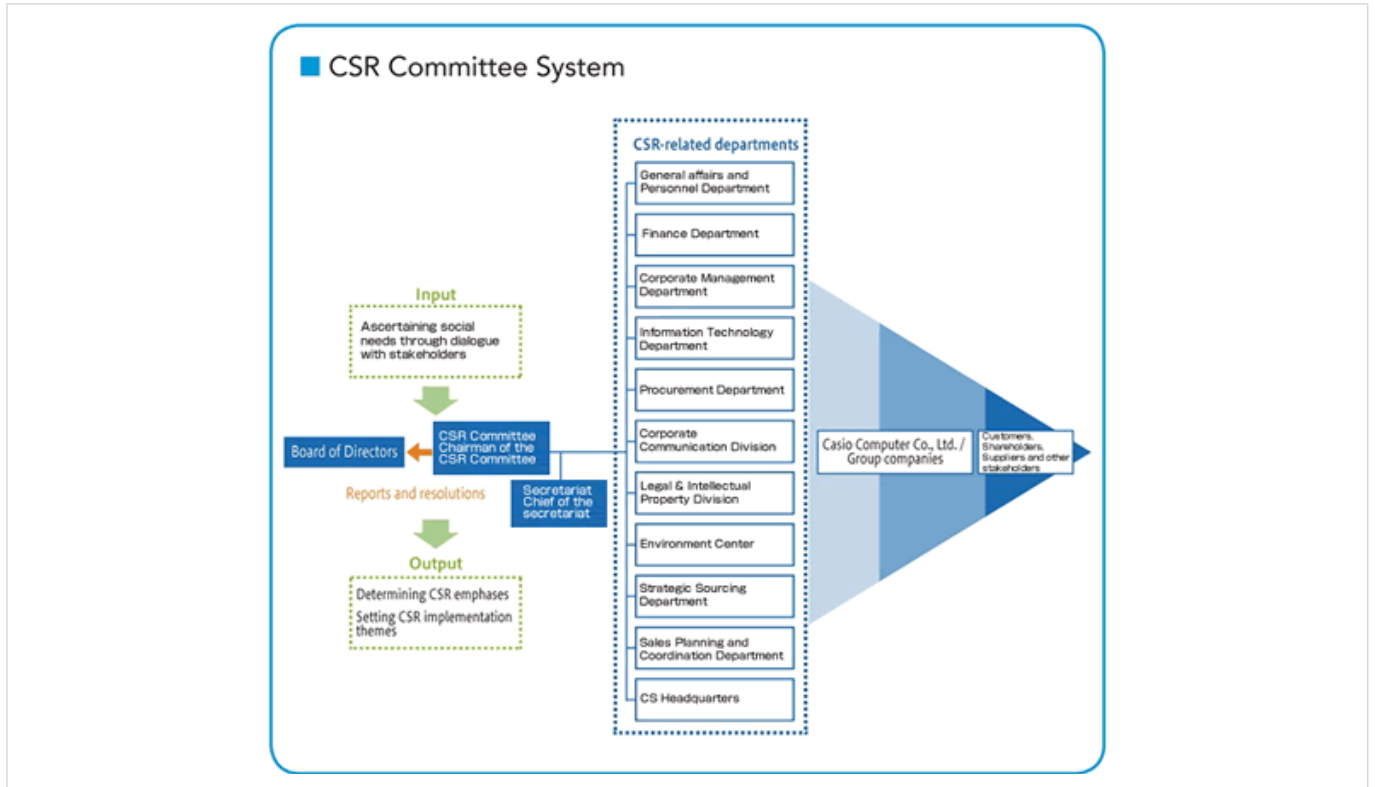 CSR Committee System
CSR-related departments
General affairs and
Personnel Department
Finance Department
Corporate Management
Department
Information Technology
Department
Procurement Department
Corporate
Communication Division
Legal & Intellectual
Property Division
Environment Center
Strategic Sourcing
Department
Sales Planning and
Coordination Department
CS Headquarters
Input
Ascertaining social
needs through dialogue
with stakeholders
Board of Directors
CSR Committee
Chairman of the
CSR Committee
Reports and resolutions
Secretariat
Chief of the
secretariat
Output
Determining CSR emphases
Setting CSR implementation
themes
Casio Computer Co., Ltd. /
Group companies
Customers,
Shareholders,
Suppliers and other
stakeholders